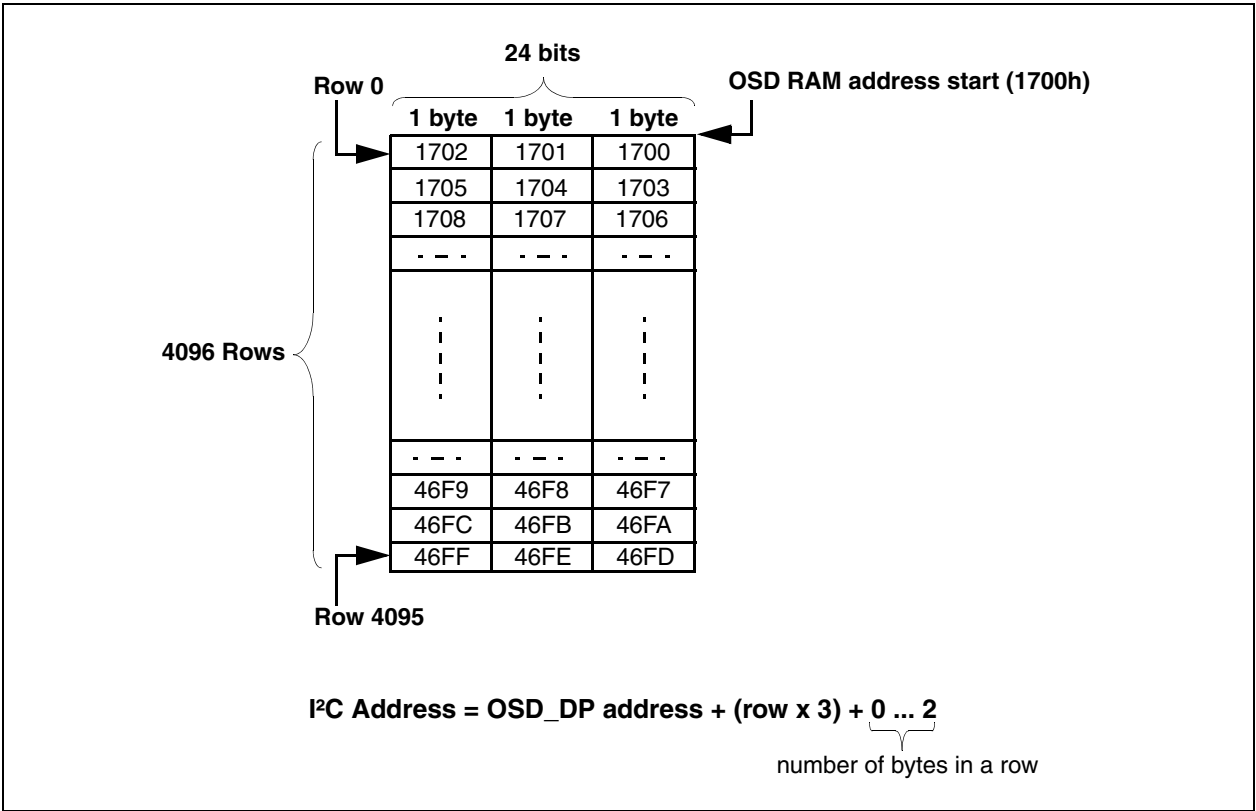 24 bits
Row 0
OSD RAM address start (1700h)
1 byte 1 byte 1 byte
1702 1701 1700
1705 1704 1703
1708 1707 1706
4096 Rows
46F9 46F8 46F7
46FC 46FB 46FA
46FF 46FE 46FD
Row 4095
I²C Address = OSD_DP address + (row x 3) + 0 ... 2
number of bytes in a row